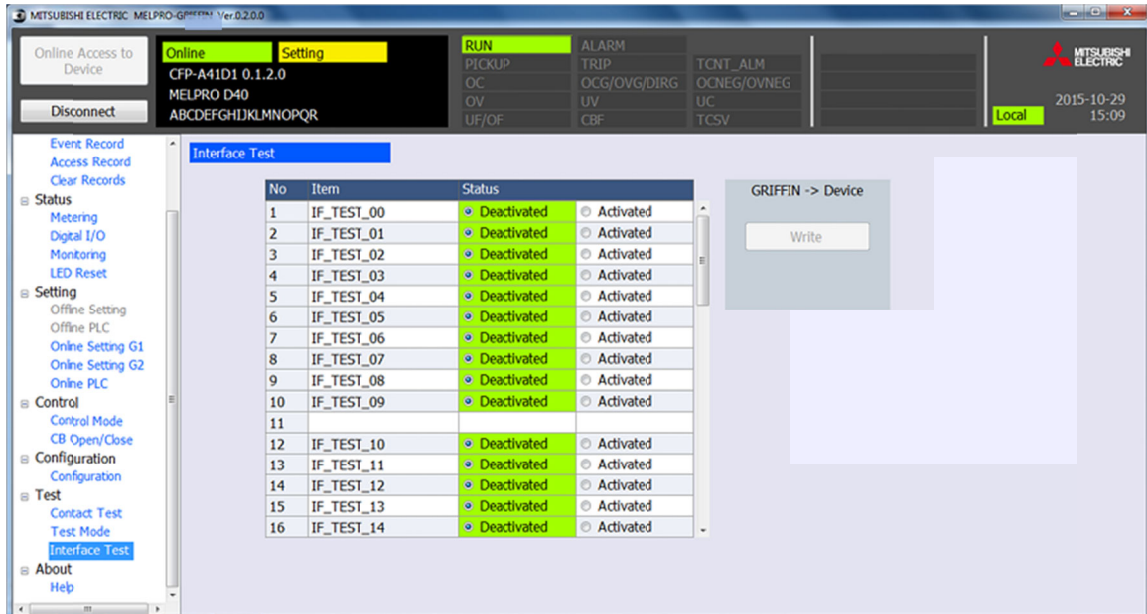 MITSUBISHI ELECTRIC MELPRO-GRIFFIN Ver.0.2.0.0
Online Access to
Device
Disconnect
Online Setting
CFP-A41D1 0.1.2.0
MELPRO D40
ABCDEFGHIJKLMNOPQR
RUN ALARM
PICKUP TRIP TCNT_ALM
OC OCG/OVG/DIRG OCNEG/OVNEG
OV UV UC
UF/OF CBF TCSV
MITSUBISHI
ELECTRIC
2015-10-29
Local 15:09
Event Record
Access Record
Clear Records
Status
Metering
Digital I/O
Monitoring
LED Reset
Setting
Offline Setting
Offline PLC
Online Setting G1
Online Setting G2
Online PLC
Control
Control Mode
CB Open/Close
Configuration
Configuration
Test
Contact Test
Test Mode
Interface Test
About
Help
Interface Test
No Item Status
1 IF_TEST_00 Deactivated Activated
2 IF_TEST_01 Deactivated Activated
3 IF_TEST_02 Deactivated Activated
4 IF_TEST_03 Deactivated Activated
5 IF_TEST_04 Deactivated Activated
6 IF_TEST_05 Deactivated Activated
7 IF_TEST_06 Deactivated Activated
8 IF_TEST_07 Deactivated Activated
9 IF_TEST_08 Deactivated Activated
10 IF_TEST_09 Deactivated Activated
11
12 IF_TEST_10 Deactivated Activated
13 IF_TEST_11 Deactivated Activated
14 IF_TEST_12 Deactivated Activated
15 IF_TEST_13 Deactivated Activated
16 IF_TEST_14 Deactivated Activated
GRIFFIN -> Device
Write